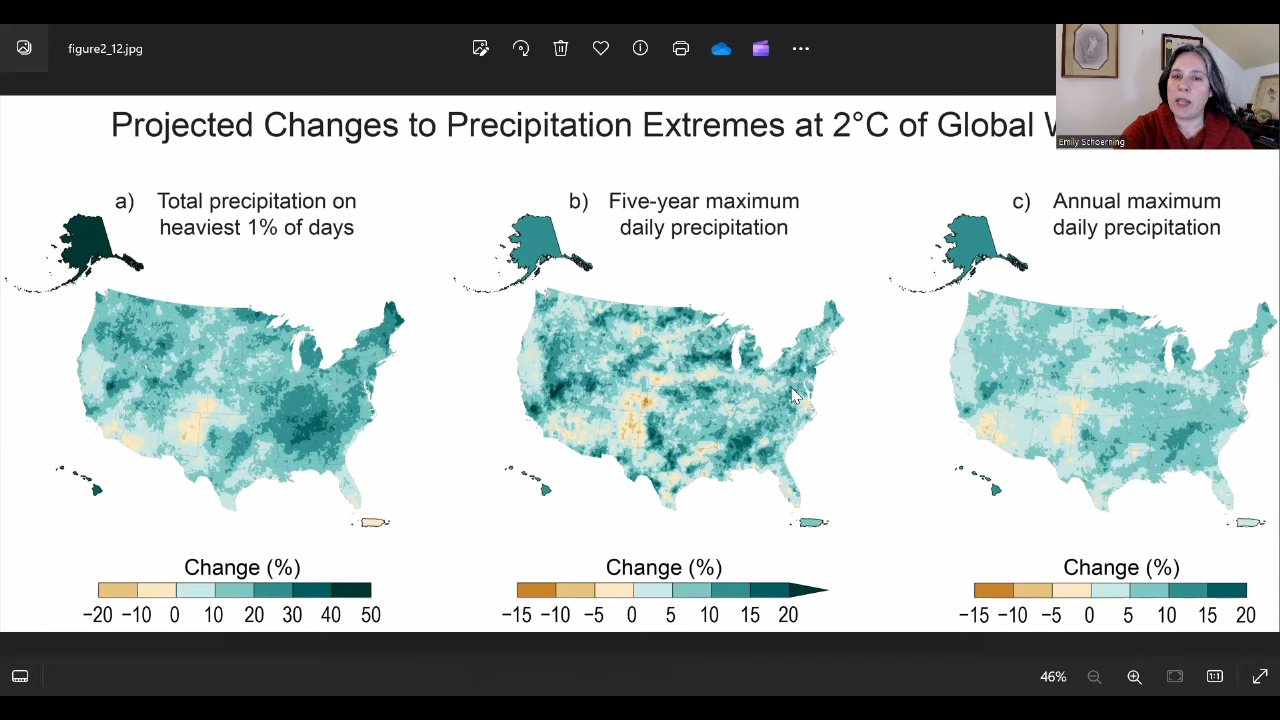 figure2_12.jpg
Emily Schoerning
Projected Changes to Precipitation Extremes at 2°C of Global
a) Total precipitation on
heaviest 1% of days
b) Five-year maximum
daily precipitation
c) Annual maximum
daily precipitation
Change (%)
−20 −10 0 10 20 30 40 50
Change (%)
−15 −10 −5 0 5 10 15 20
Change (%)
−15 −10 −5 0 5 10 15 20
46%
1:1